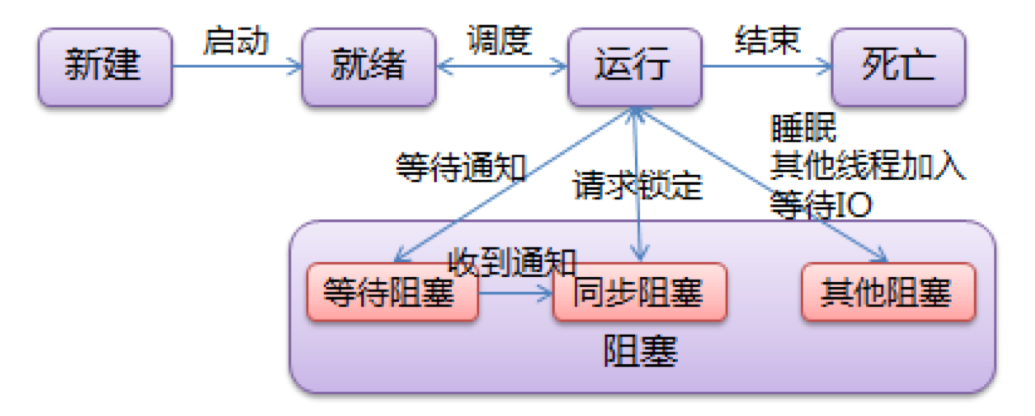 启动
调度
结束
新建
就绪
运行
死亡
睡眠
其他线程加入
等待IO
等待通知
请求锁定
收到通知
等待阻塞
同步阻塞
其他阻塞
阻塞